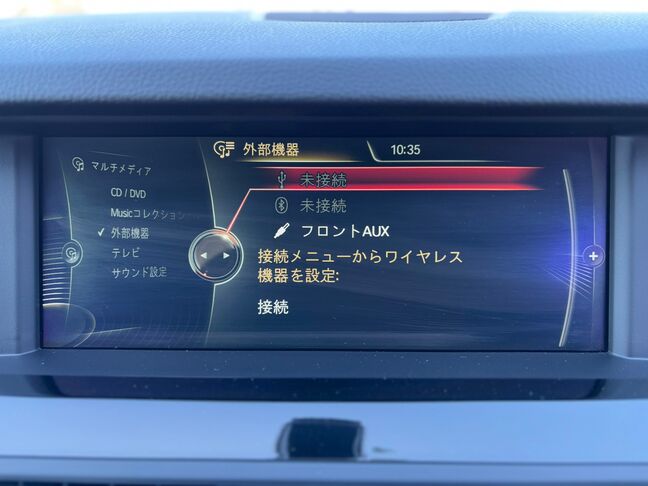 外部機器
10:35
マルチメディア
CD / DVD
Musicコレクション
外部機器
テレビ
サウンド設定
未接続
未接続
フロントAUX
接続メニューからワイヤレス
機器を設定:
接続